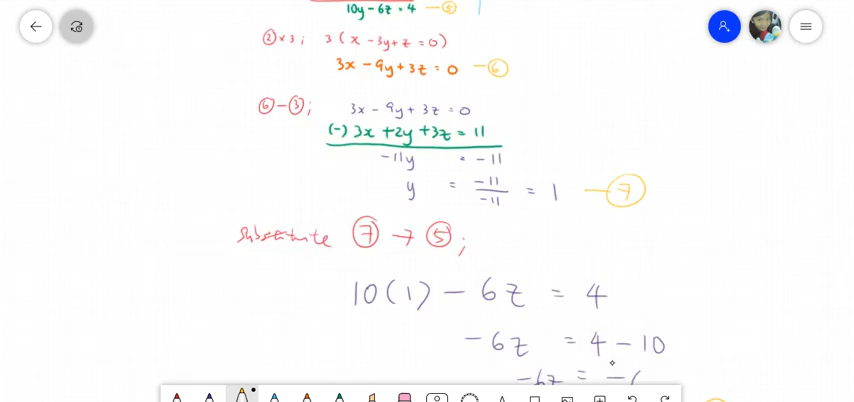 10y - 6z = 4 — ⑤
② × 3; 3 ( x - 3y + z = 0 )
3x - 9y + 3z = 0 — ⑥
⑥ - ③; 3x - 9y + 3z = 0
(-) 3x + 2y + 3z = 11
-11y = -11
y = -11/-11 = 1 — ⑦
substitute ⑦ → ⑤;
10(1) - 6z = 4
-6z = 4 - 10
-6z =